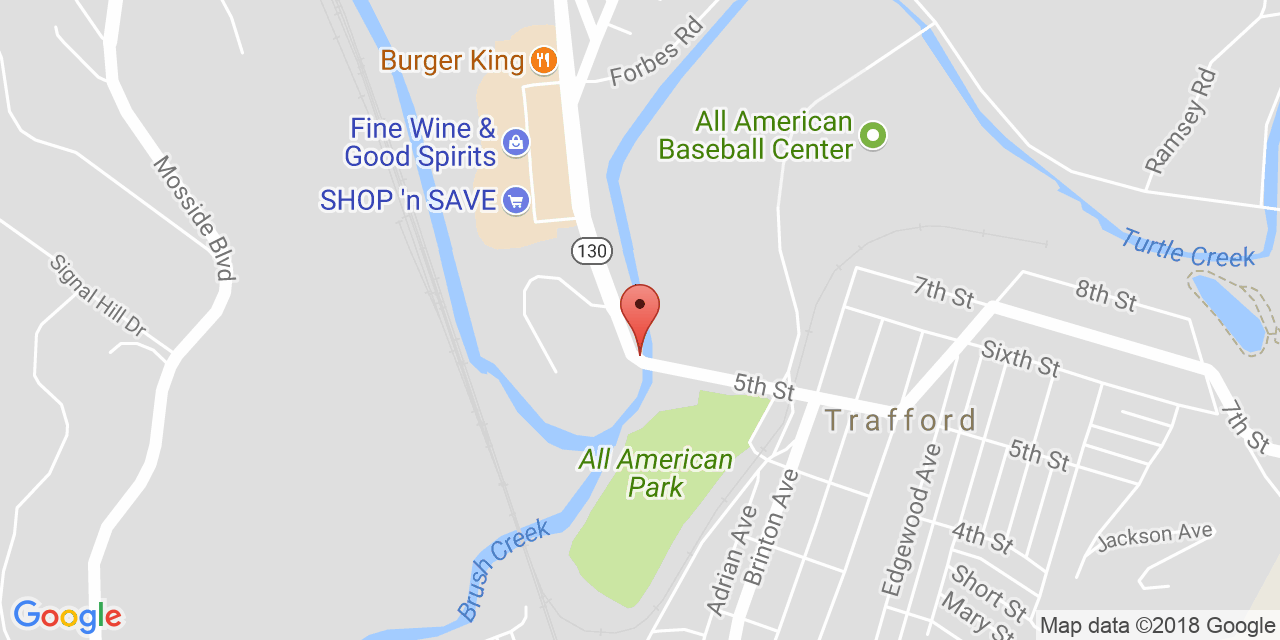 Burger King
Forbes Rd
Fine Wine &
Good Spirits
All American
Baseball Center
Ramsey Rd
Mosside Blvd
SHOP 'n SAVE
130
Turtle Creek
Signal Hill Dr
7th St
8th St
Sixth St
5th St
Trafford
7th St
All American
Park
5th St
Edgewood Ave
Brinton Ave
Adrian Ave
Brush Creek
4th St
Jackson Ave
Short St
Mary St
Google
Map data ©2018 Google